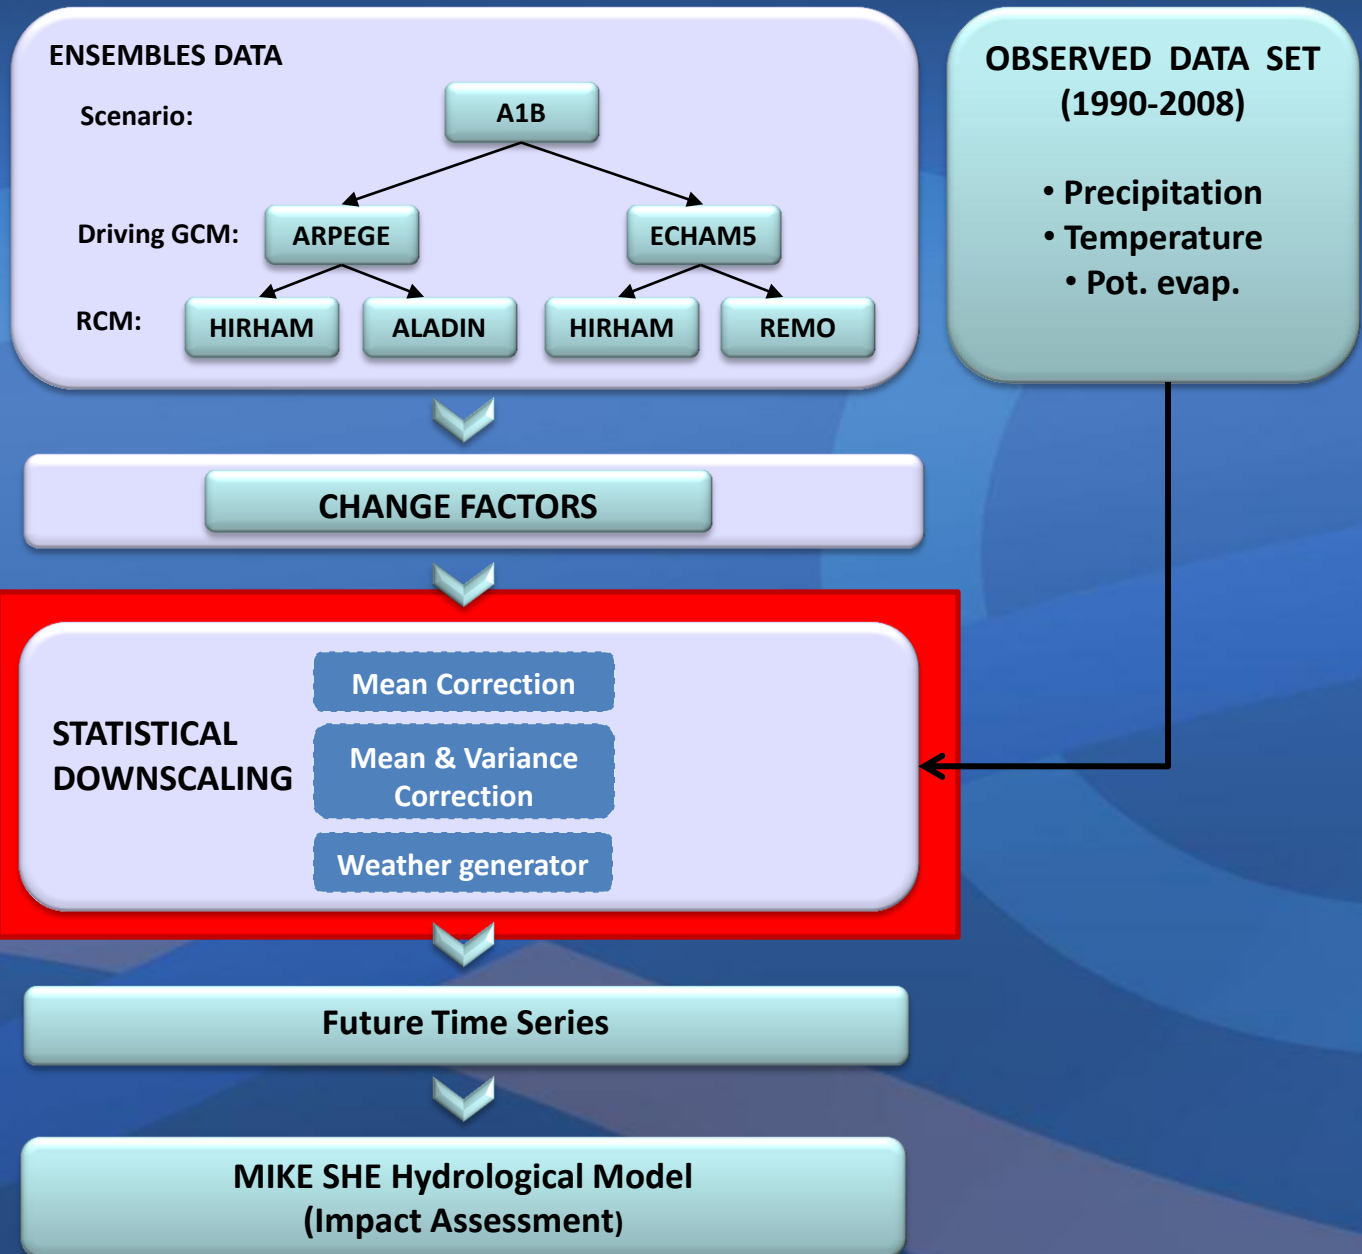 ENSEMBLES DATA
Scenario:
A1B
Driving GCM:
ARPEGE
ECHAM5
RCM:
HIRHAM
ALADIN
HIRHAM
REMO
OBSERVED DATA SET
(1990-2008)
• Precipitation
• Temperature
• Pot. evap.
CHANGE FACTORS
STATISTICAL
DOWNSCALING
Mean Correction
Mean & Variance
Correction
Weather generator
Future Time Series
MIKE SHE Hydrological Model
(Impact Assessment)